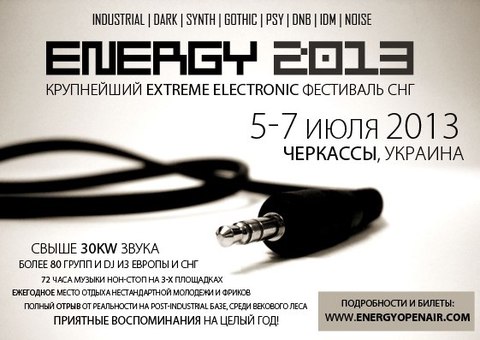 INDUSTRIAL | DARK | SYNTH | GOTHIC | PSY | DNB | IDM | NOISE
ENERGY 2013
КРУПНЕЙШИЙ EXTREME ELECTRONIC ФЕСТИВАЛЬ СНГ
5-7 ИЮЛЯ 2013
ЧЕРКАССЫ, УКРАИНА
СВЫШЕ 30KW ЗВУКА
БОЛЕЕ 80 ГРУПП И DJ ИЗ ЕВРОПЫ И СНГ
72 ЧАСА МУЗЫКИ НОН-СТОП НА 3-Х ПЛОЩАДКАХ
ЕЖЕГОДНОЕ МЕСТО ОТДЫХА НЕСТАНДАРТНОЙ МОЛОДЕЖИ И ФРИКОВ
ПОЛНЫЙ ОТРЫВ ОТ РЕАЛЬНОСТИ НА POST-INDUSTRIAL БАЗЕ, СРЕДИ ВЕКОВОГО ЛЕСА
ПРИЯТНЫЕ ВОСПОМИНАНИЯ НА ЦЕЛЫЙ ГОД!
ПОДРОБНОСТИ И БИЛЕТЫ:
WWW.ENERGYOPENAIR.COM